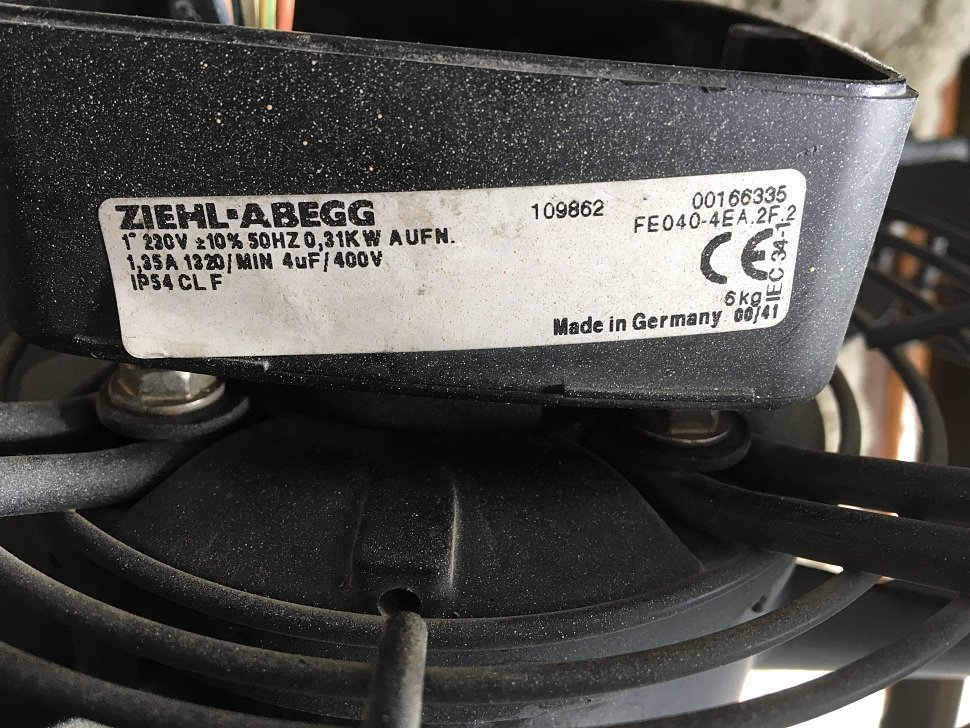 ZIEHL-ABEGG
109862
00166335
FE040-4EA.2F.2
1~ 230V ±10% 50HZ 0,31KW AUFN.
1,35A 1320/MIN 4uF/400V
IP54 CL F
CE
IEC 34-1,2
6kg
Made in Germany 00/41